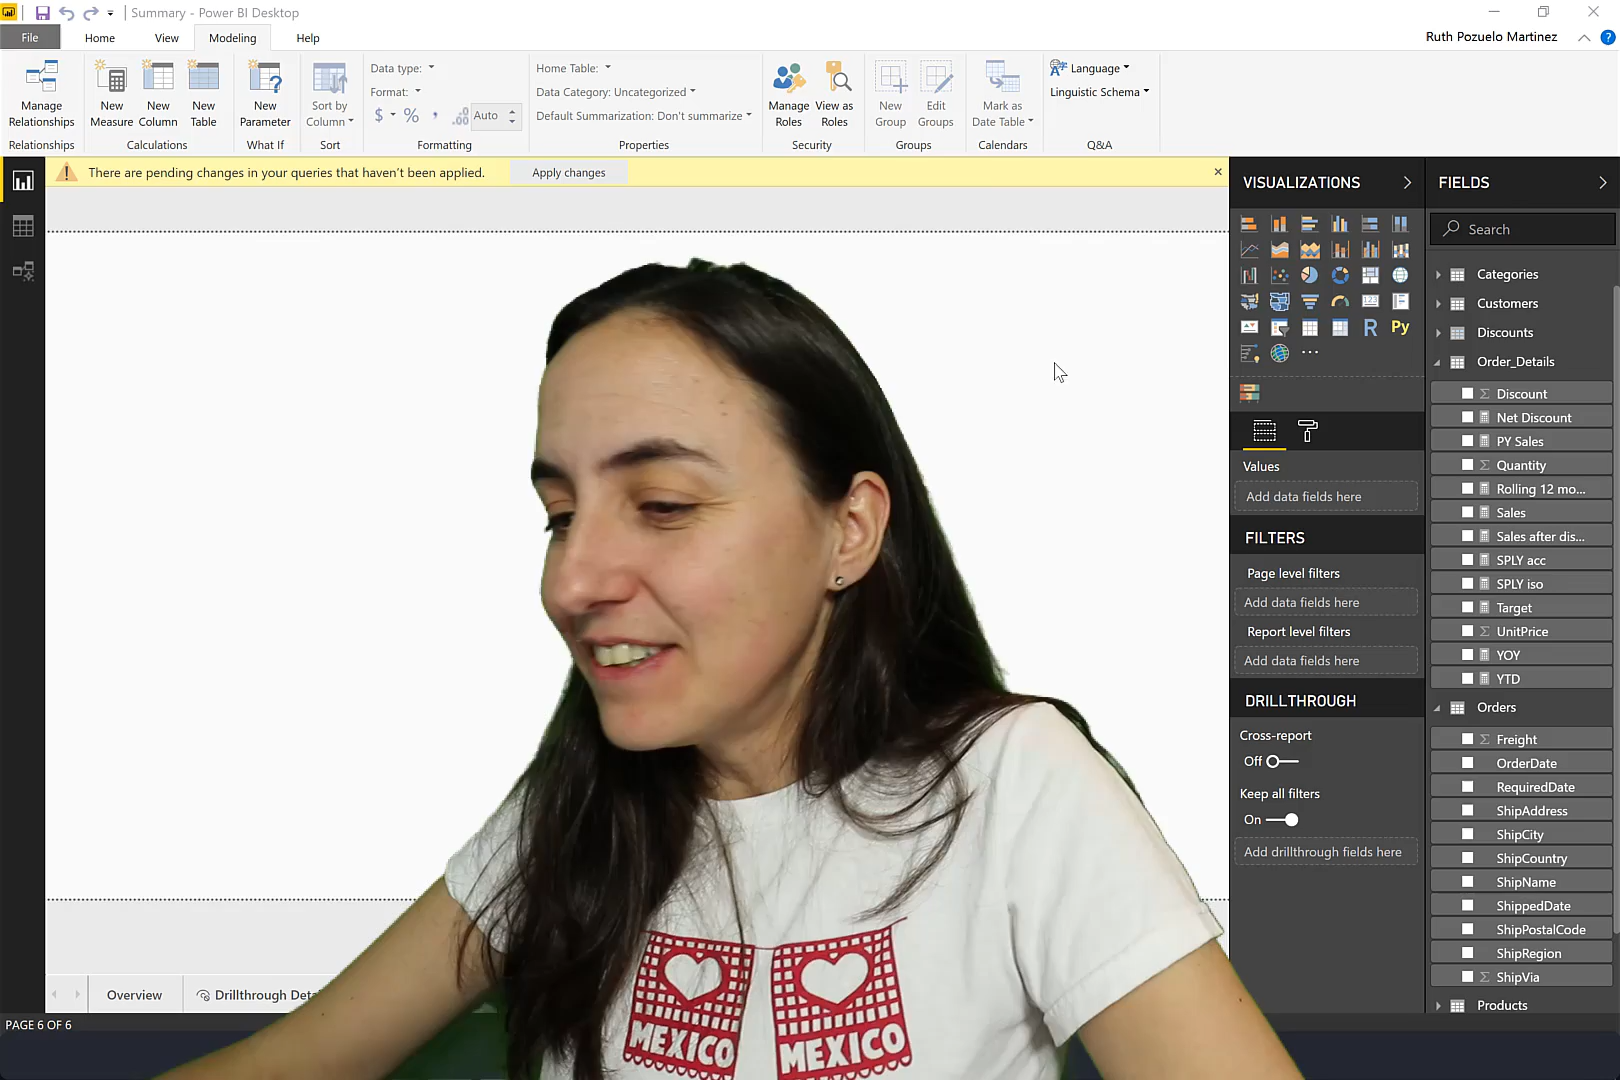 Summary - Power BI Desktop
File
Home
View
Modeling
Help
Ruth Pozuelo Martinez
?
Manage
Relationships
New
Measure
New
Column
New
Table
New
Parameter
Sort by
Column
Data type:
Format:
$ % , .00 Auto
Home Table:
Data Category: Uncategorized
Default Summarization: Don't summarize
Manage
Roles
View as
Roles
New
Group
Edit
Groups
Mark as
Date Table
Language
Linguistic Schema
Relationships
Calculations
What If
Sort
Formatting
Properties
Security
Groups
Calendars
Q&A
There are pending changes in your queries that haven't been applied.
Apply changes
VISUALIZATIONS
R
Py
Values
Add data fields here
FILTERS
Page level filters
Add data fields here
Report level filters
Add data fields here
DRILLTHROUGH
Cross-report
Off
Keep all filters
On
Add drillthrough fields here
FIELDS
Search
Categories
Customers
Discounts
Order_Details
Discount
Net Discount
PY Sales
Quantity
Rolling 12 mo...
Sales
Sales after dis...
SPLY acc
SPLY iso
Target
UnitPrice
YOY
YTD
Orders
Freight
OrderDate
RequiredDate
ShipAddress
ShipCity
ShipCountry
ShipName
ShippedDate
ShipPostalCode
ShipRegion
ShipVia
Products
Overview
Drillthrough Deta
PAGE 6 OF 6
MEXICO
MEXICO